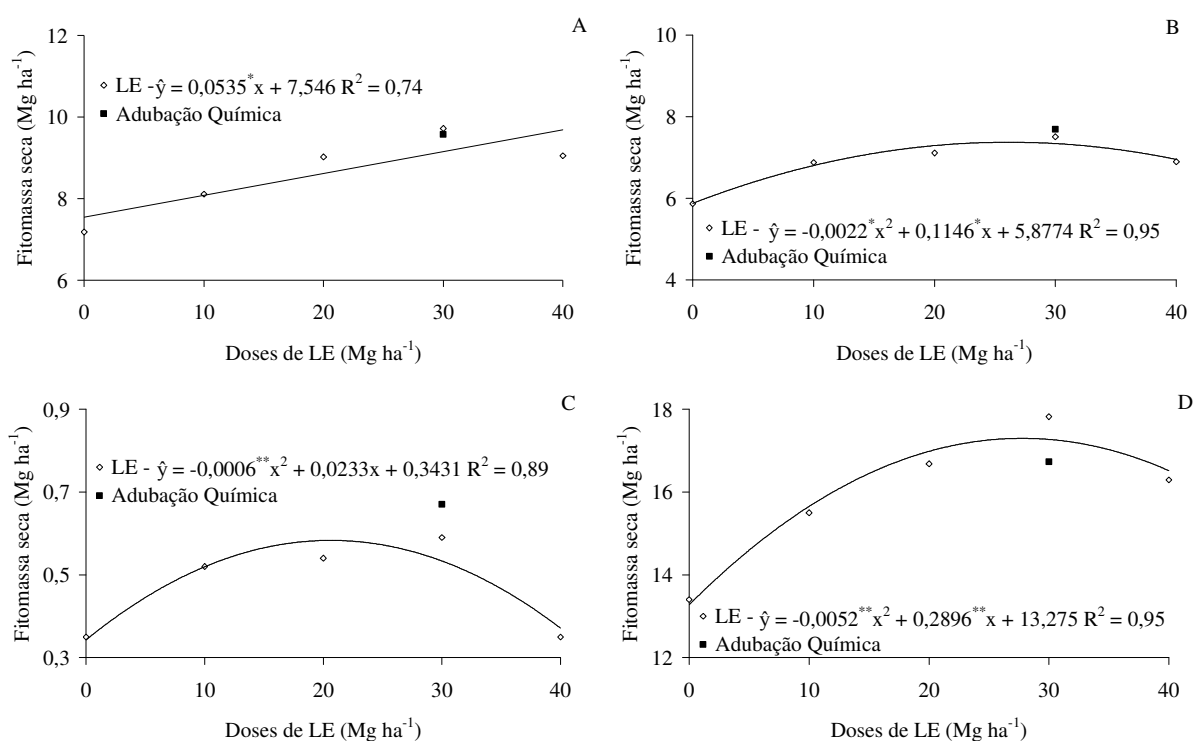 A
Fitomassa seca (Mg ha⁻¹)
12
10
8
6
LE -ŷ = 0,0535*x + 7,546 R² = 0,74
Adubação Química
0 10 20 30 40
Doses de LE (Mg ha⁻¹)
B
Fitomassa seca (Mg ha⁻¹)
10
8
6
4
LE - ŷ = -0,0022*x² + 0,1146*x + 5,8774 R² = 0,95
Adubação Química
0 10 20 30 40
Doses de LE (Mg ha⁻¹)
C
Fitomassa seca (Mg ha⁻¹)
0,9
0,7
0,5
0,3
LE - ŷ = -0,0006**x² + 0,0233x + 0,3431 R² = 0,89
Adubação Química
0 10 20 30 40
Doses de LE (Mg ha⁻¹)
D
Fitomassa seca (Mg ha⁻¹)
18
16
13
12
LE - ŷ = -0,0052**x² + 0,2896**x + 13,275 R² = 0,95
Adubação Química
0 10 20 30 40
Doses de LE (Mg ha⁻¹)